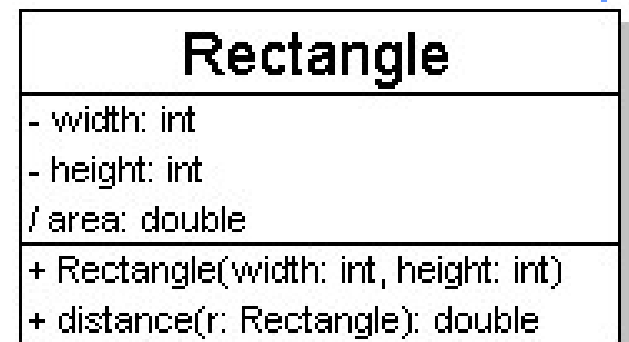 Rectangle
- width: int
- height: int
/ area: double
+ Rectangle(width: int, height: int)
+ distance(r: Rectangle): double